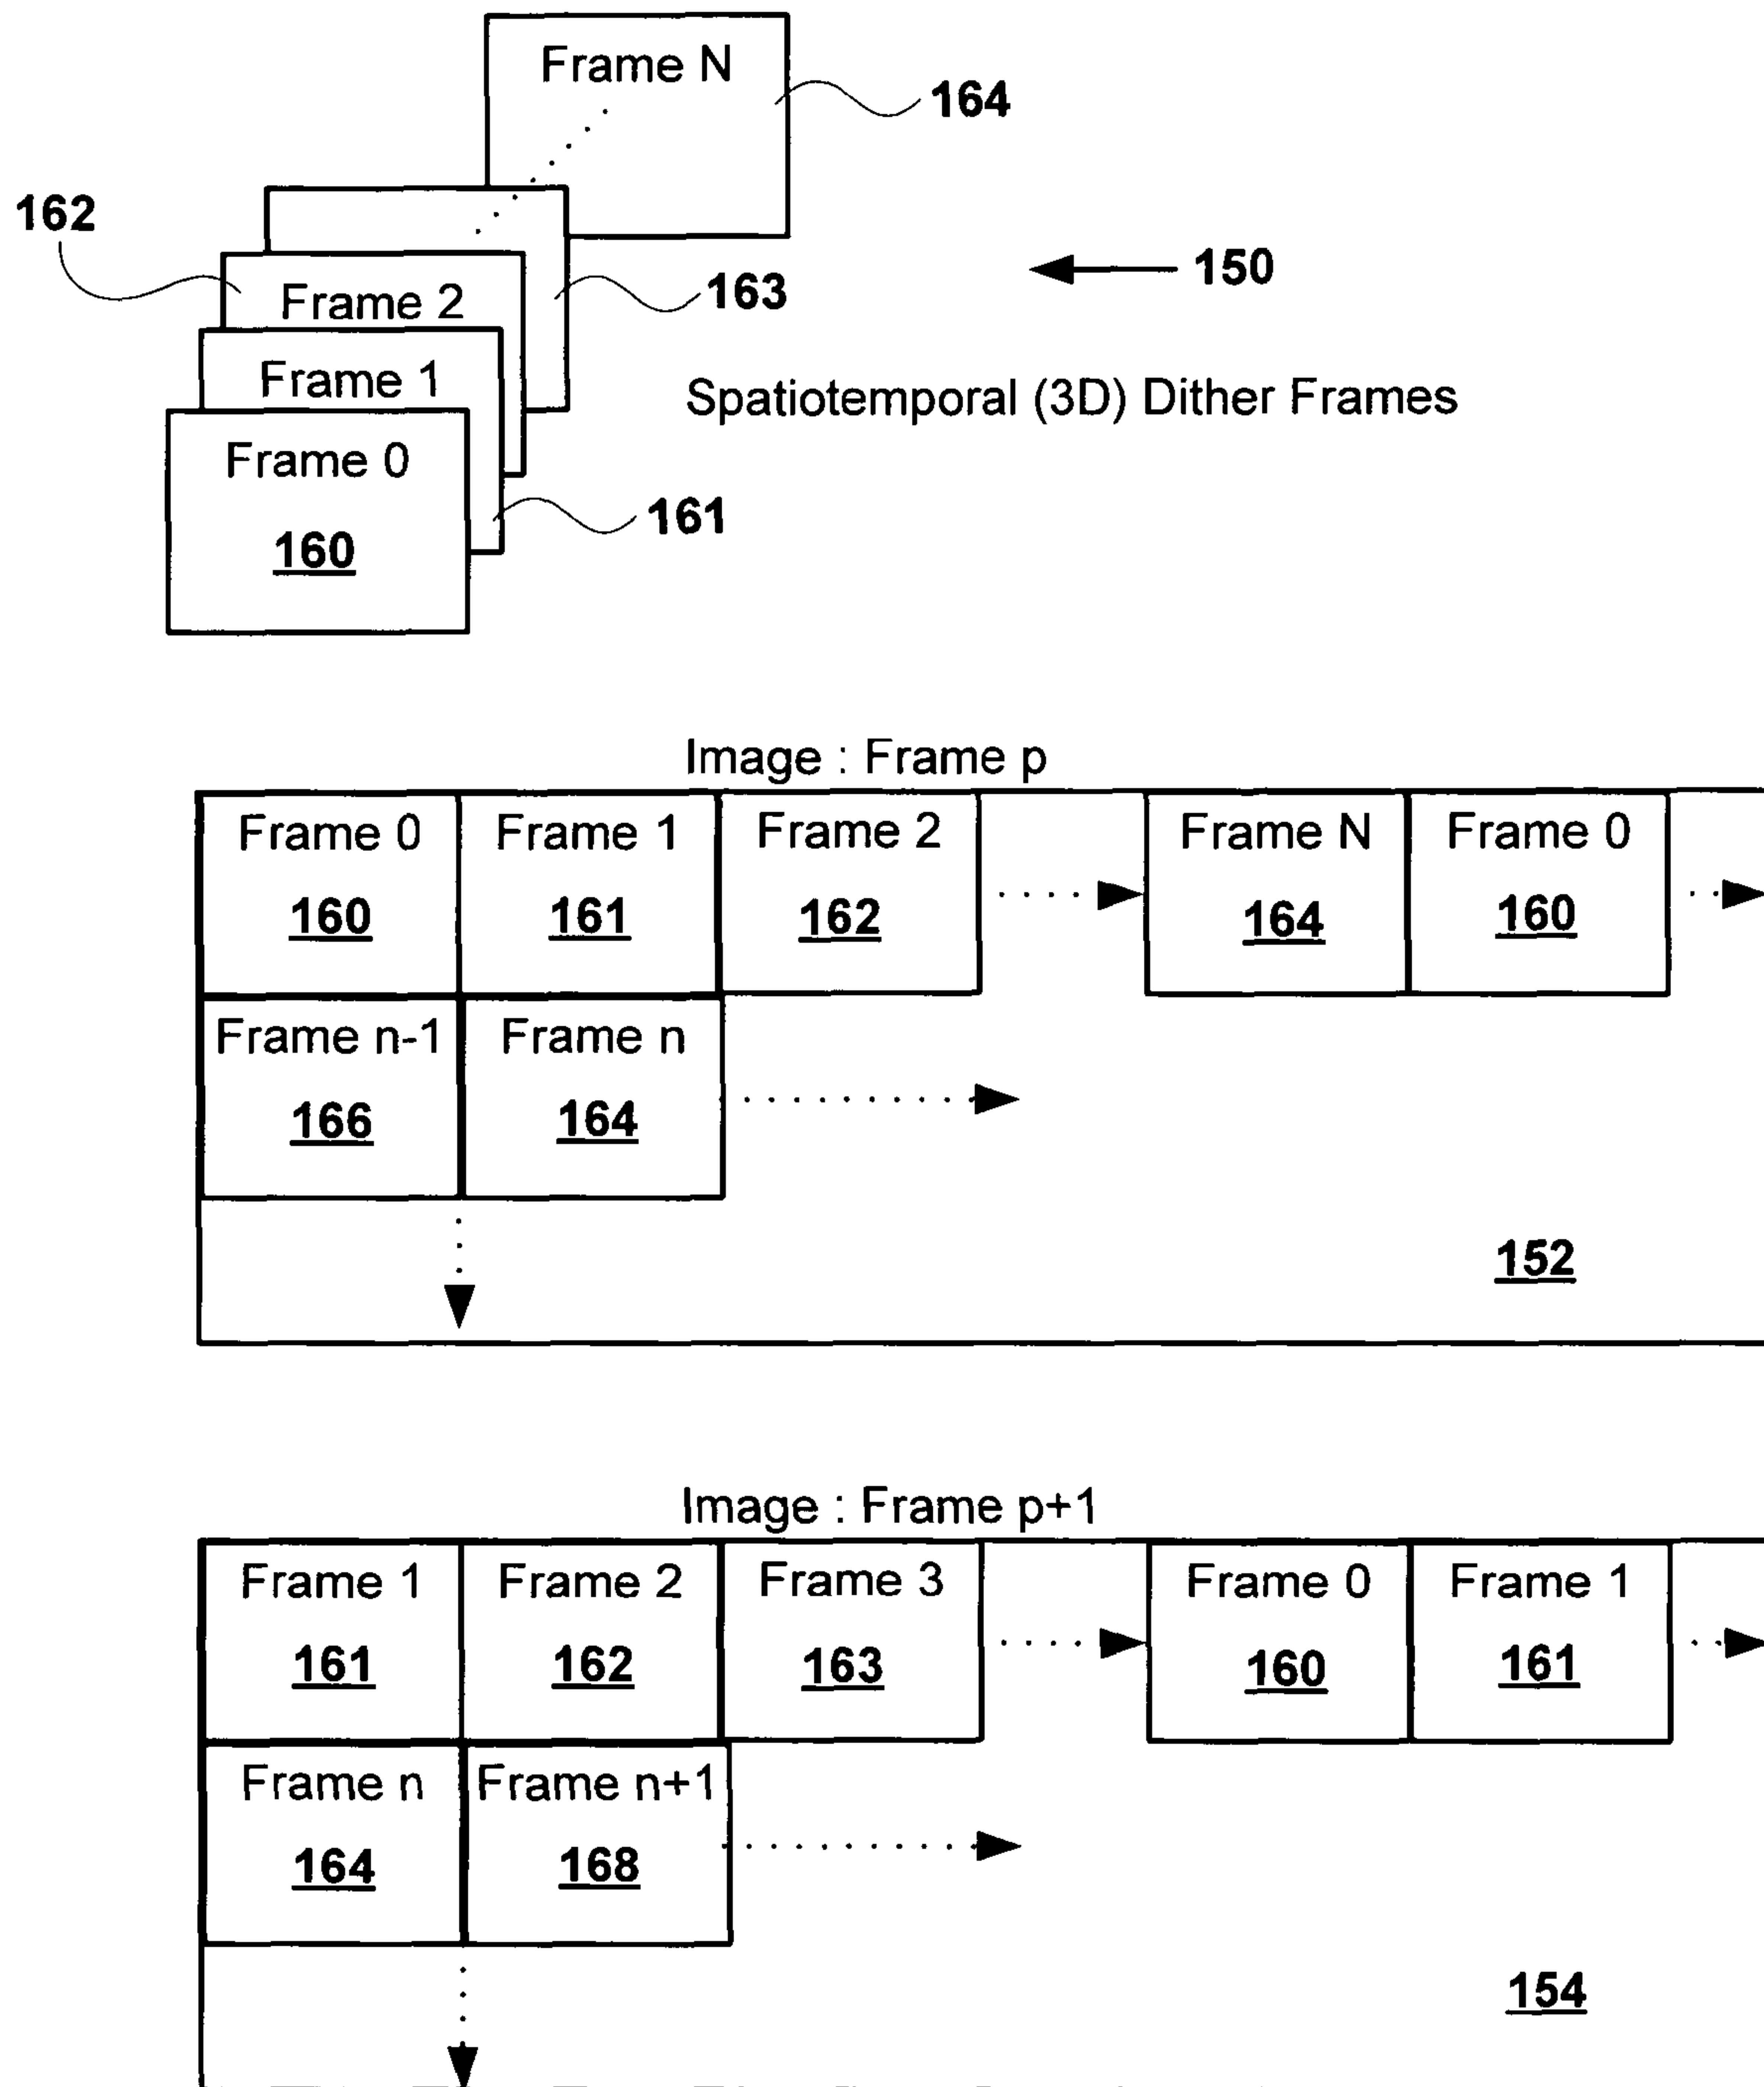 Frame N
164
162
150
163
Frame 2
Frame 1
Spatiotemporal (3D) Dither Frames
Frame 0
161
160
Image : Frame p
Frame 0 Frame 1 Frame 2 Frame N Frame 0
160 161 162 164 160
Frame n-1 Frame n
166 164
152
Image : Frame p+1
Frame 1 Frame 2 Frame 3 Frame 0 Frame 1
161 162 163 160 161
Frame n Frame n+1
164 168
154